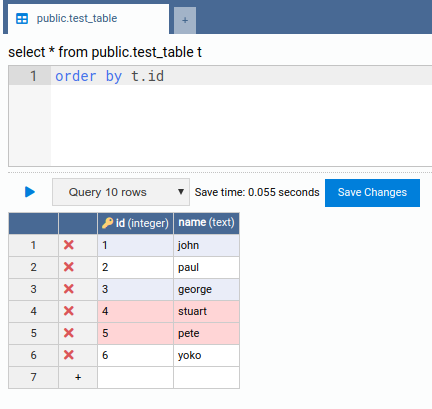 public.test_table
+
select * from public.test_table t
1 order by t.id
Query 10 rows ▼ Save time: 0.055 seconds Save Changes
id (integer) name (text)
1 1 john
2 2 paul
3 3 george
4 4 stuart
5 5 pete
6 6 yoko
7 +